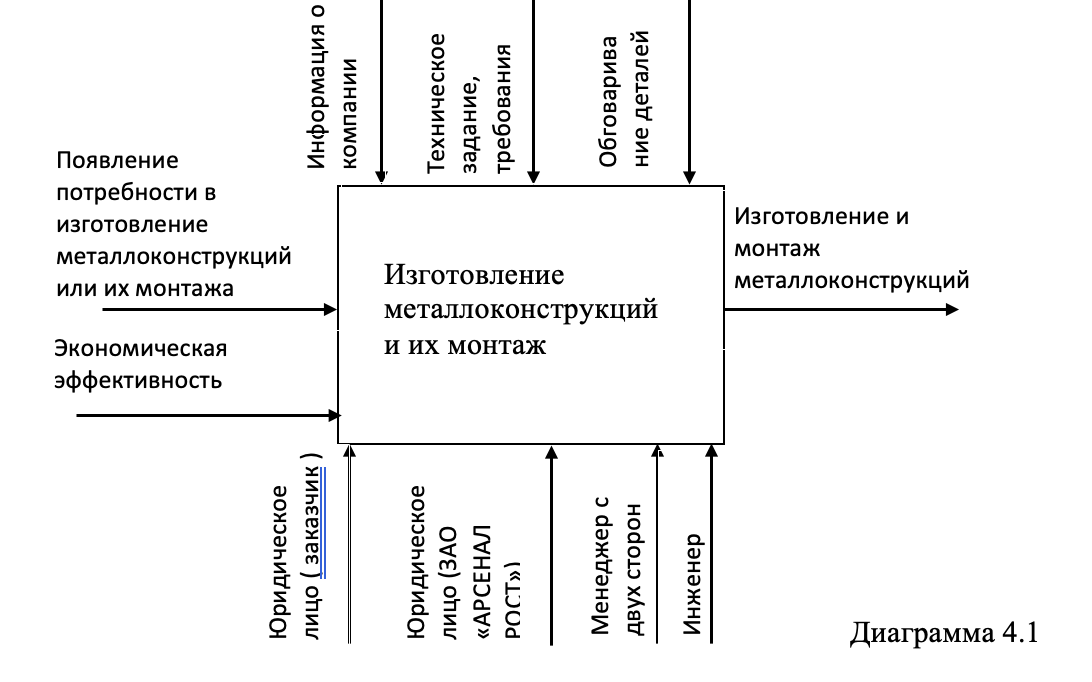 Информация о
компании
Техническое
задание,
требования
Обговарива
ние деталей
Появление
потребности в
изготовление
металлоконструкций
или их монтажа
Изготовление и
монтаж
металлоконструкций
Изготовление
металлоконструкций
и их монтаж
Экономическая
эффективность
Юридическое
лицо ( заказчик )
Юридическое
лицо (ЗАО
«АРСЕНАЛ
РОСТ»)
Менеджер с
двух сторон
Инженер
Диаграмма 4.1